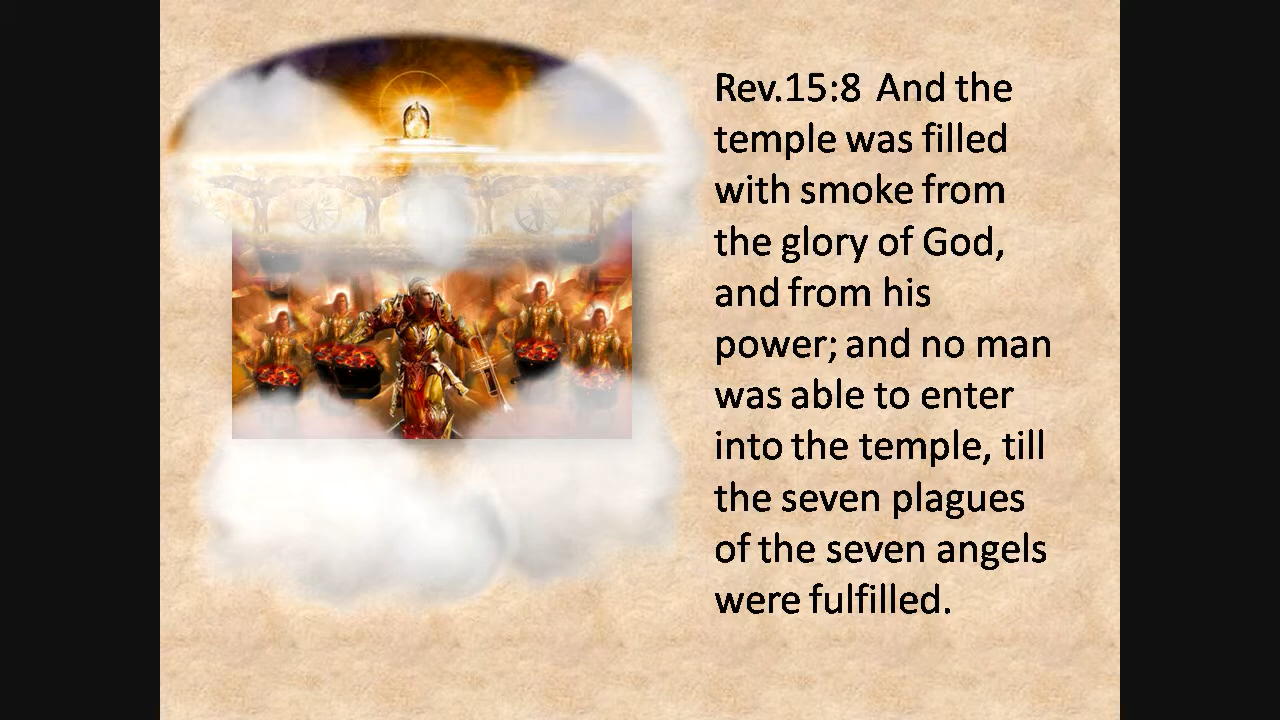 Rev.15:8  And the
temple was filled
with smoke from
the glory of God,
and from his
power; and no man
was able to enter
into the temple, till
the seven plagues
of the seven angels
were fulfilled.